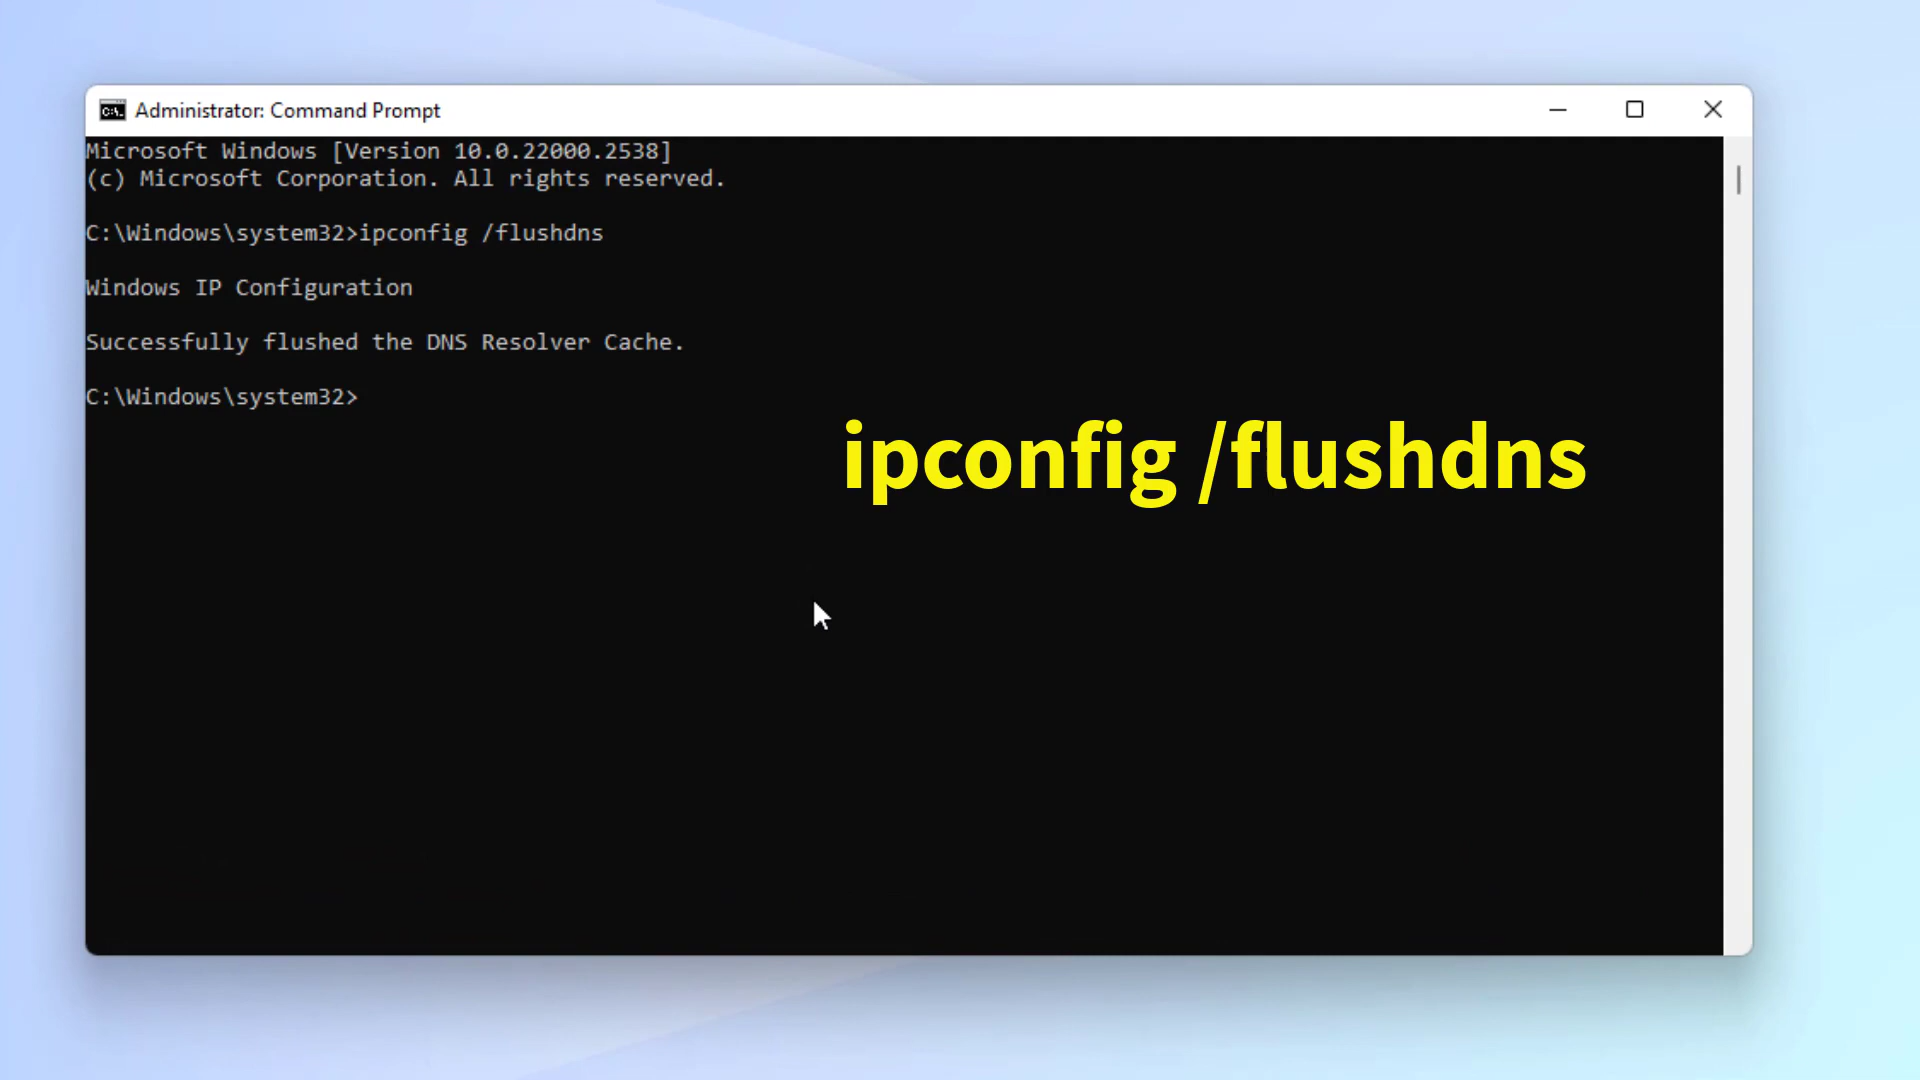 Administrator: Command Prompt
Microsoft Windows [Version 10.0.22000.2538]
(c) Microsoft Corporation. All rights reserved.
C:\Windows\system32>ipconfig /flushdns
Windows IP Configuration
Successfully flushed the DNS Resolver Cache.
C:\Windows\system32>
ipconfig /flushdns